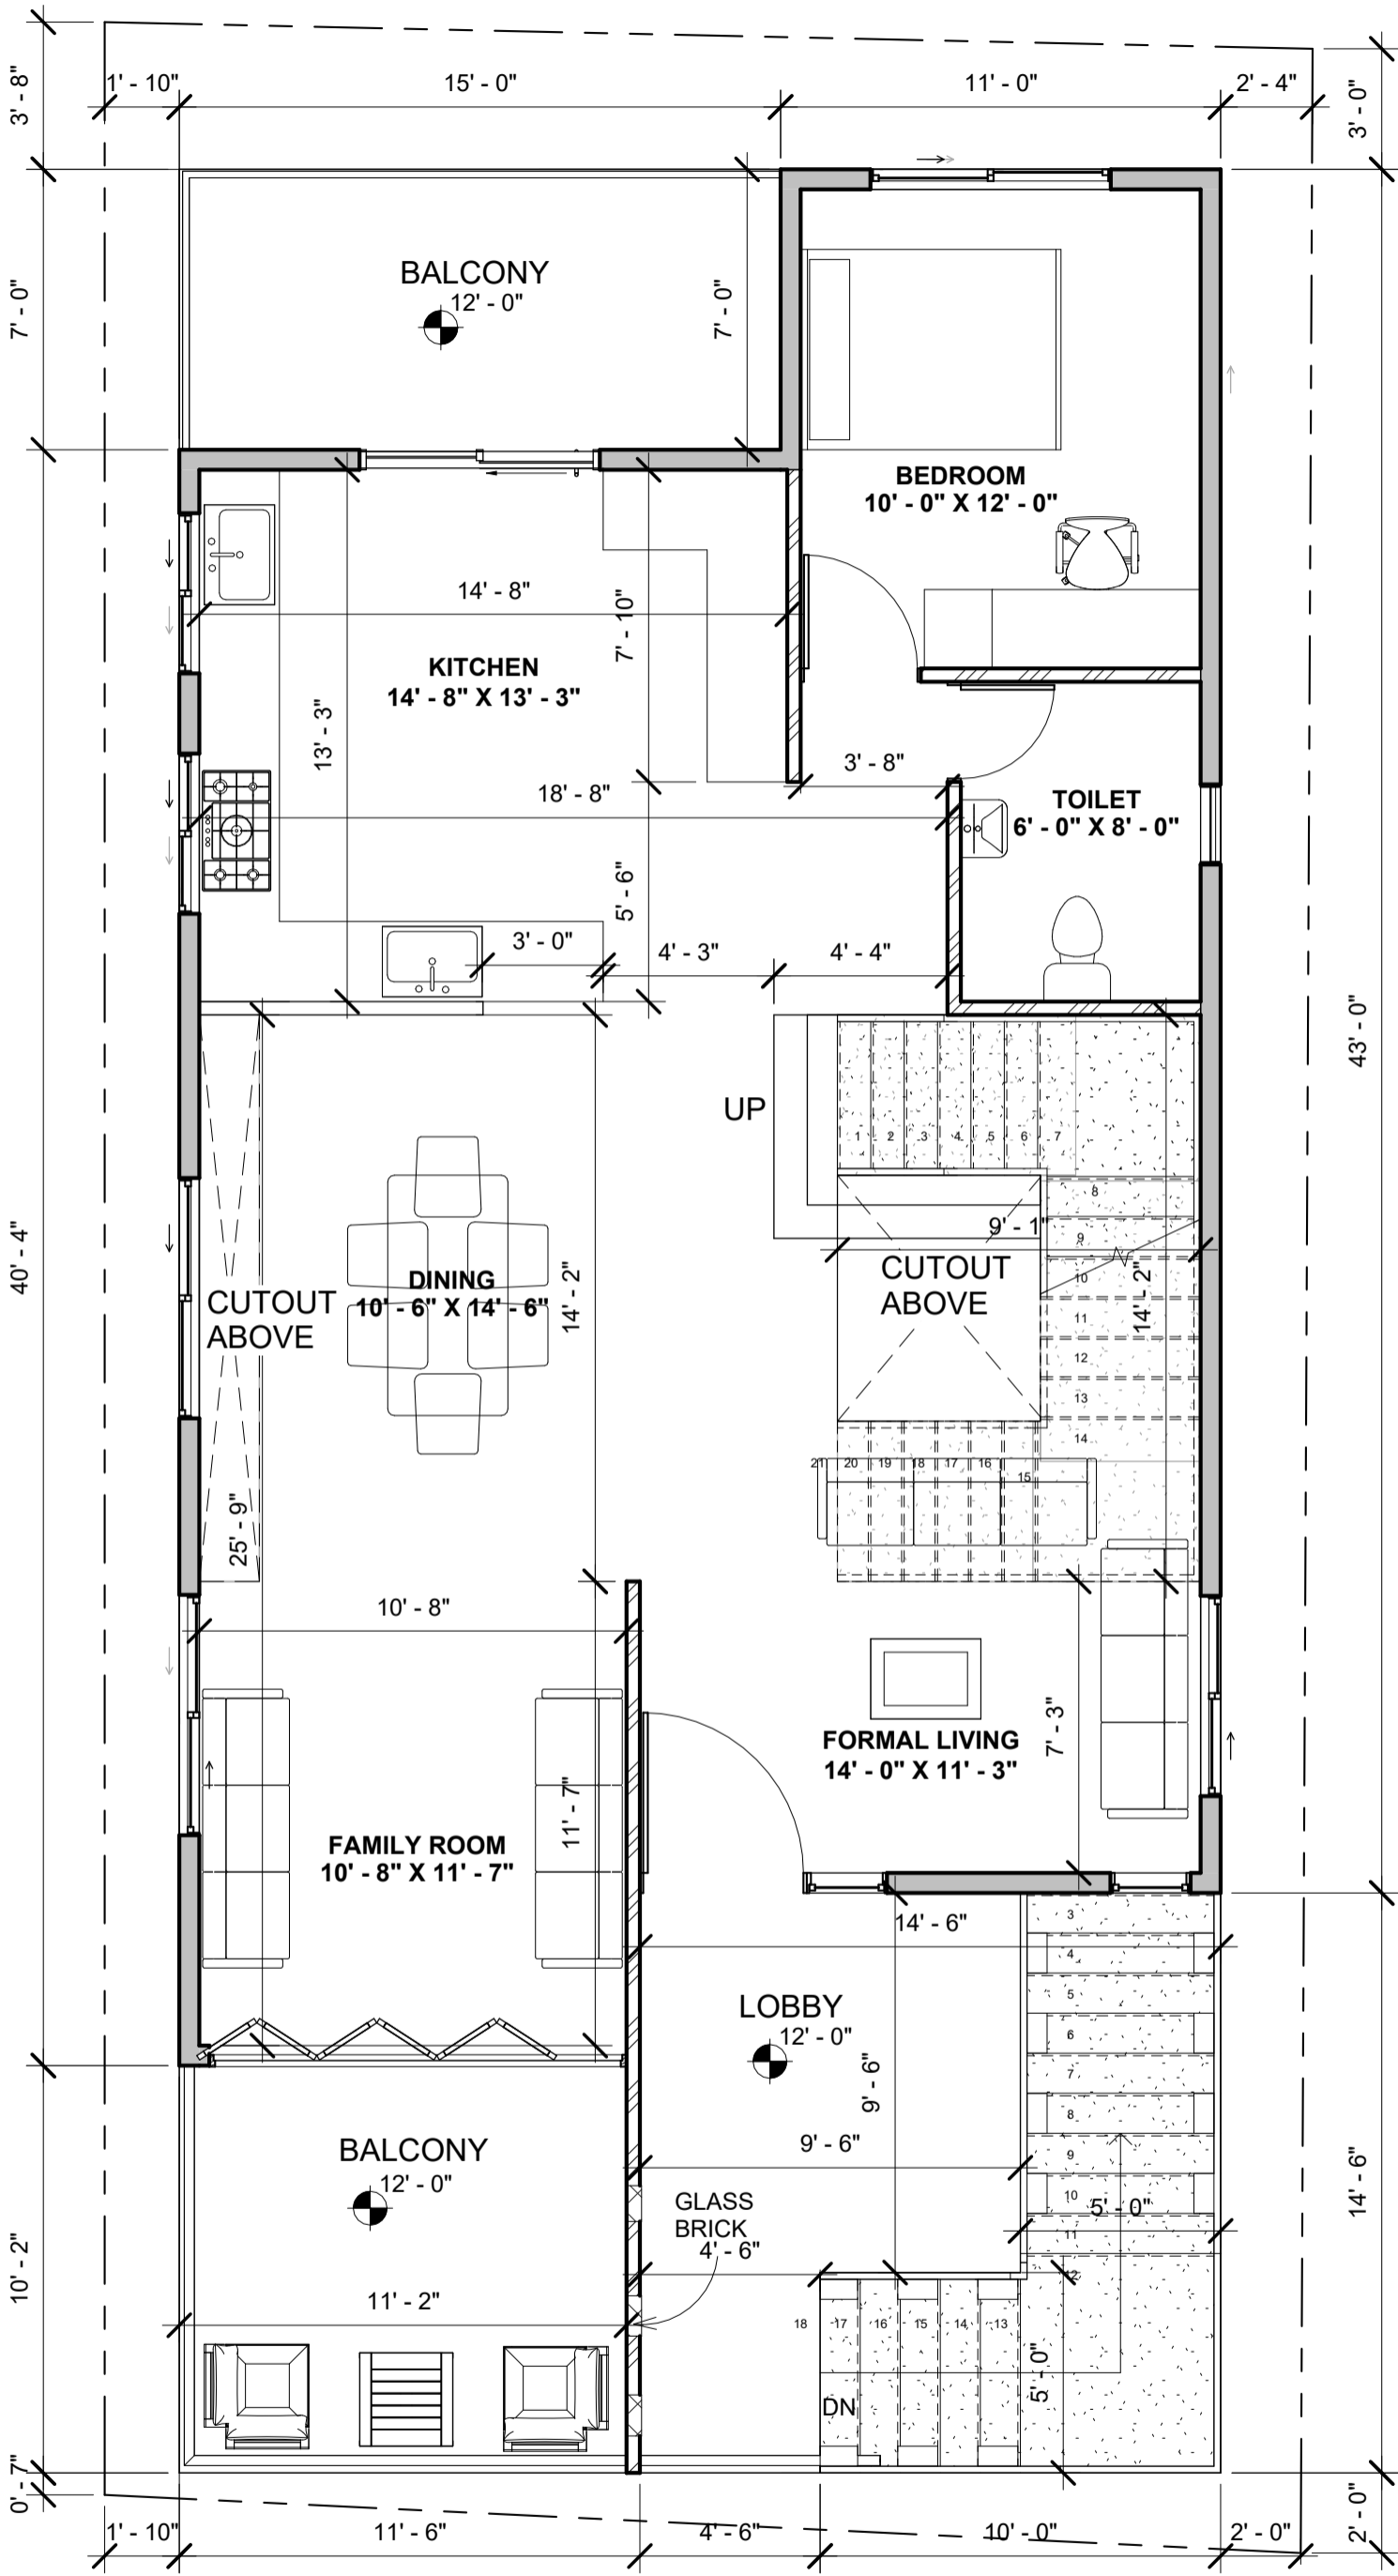 1' - 10"
15' - 0"
11' - 0"
2' - 4"
3' - 8"
3' - 0"
7' - 0"
BALCONY
12' - 0"
7' - 0"
BEDROOM
10' - 0" X 12' - 0"
14' - 8"
7' - 10"
KITCHEN
14' - 8" X 13' - 3"
13' - 3"
3' - 8"
18' - 8"
TOILET
6' - 0" X 8' - 0"
5' - 6"
3' - 0"
4' - 3"
4' - 4"
43' - 0"
UP
1 2 3 4 5 6 7
8
9
9' - 1"
10
11
12
13
14
14' - 2"
CUTOUT
ABOVE
40' - 4"
DINING
10' - 6" X 14' - 6"
14' - 2"
CUTOUT
ABOVE
21 20 19 18 17 16 15
25' - 9"
10' - 8"
7' - 3"
FORMAL LIVING
14' - 0" X 11' - 3"
11' - 7"
FAMILY ROOM
10' - 8" X 11' - 7"
14' - 6"
3
4
5
6
7
8
9
10
11
12
LOBBY
12' - 0"
9' - 6"
9' - 6"
BALCONY
12' - 0"
GLASS
BRICK
4' - 6"
5' - 0"
14' - 6"
10' - 2"
11' - 2"
18 17 16 15 14 13
5' - 0"
DN
0' - 7"
1' - 10"
11' - 6"
4' - 6"
10' - 0"
2' - 0"
2' - 0"